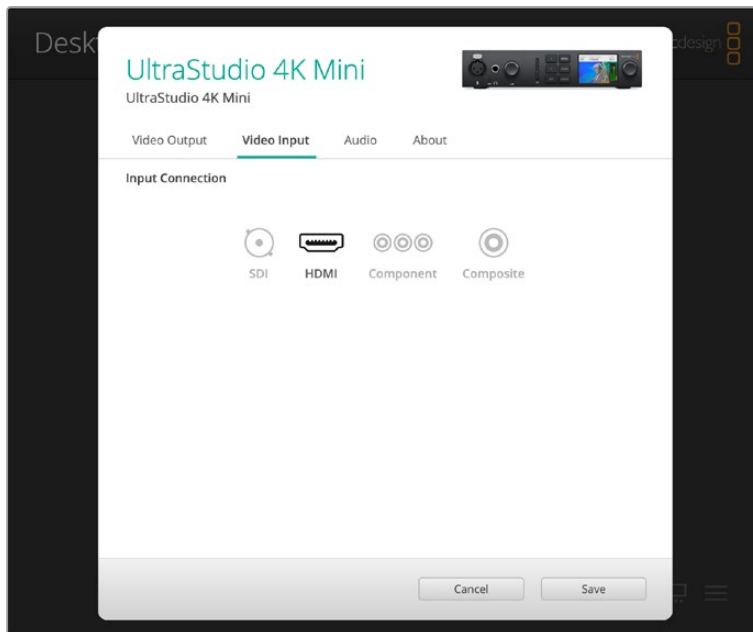 Desk
cdesign
UltraStudio 4K Mini
UltraStudio 4K Mini
Video Output Video Input Audio About
Input Connection
SDI HDMI Component Composite
Cancel Save